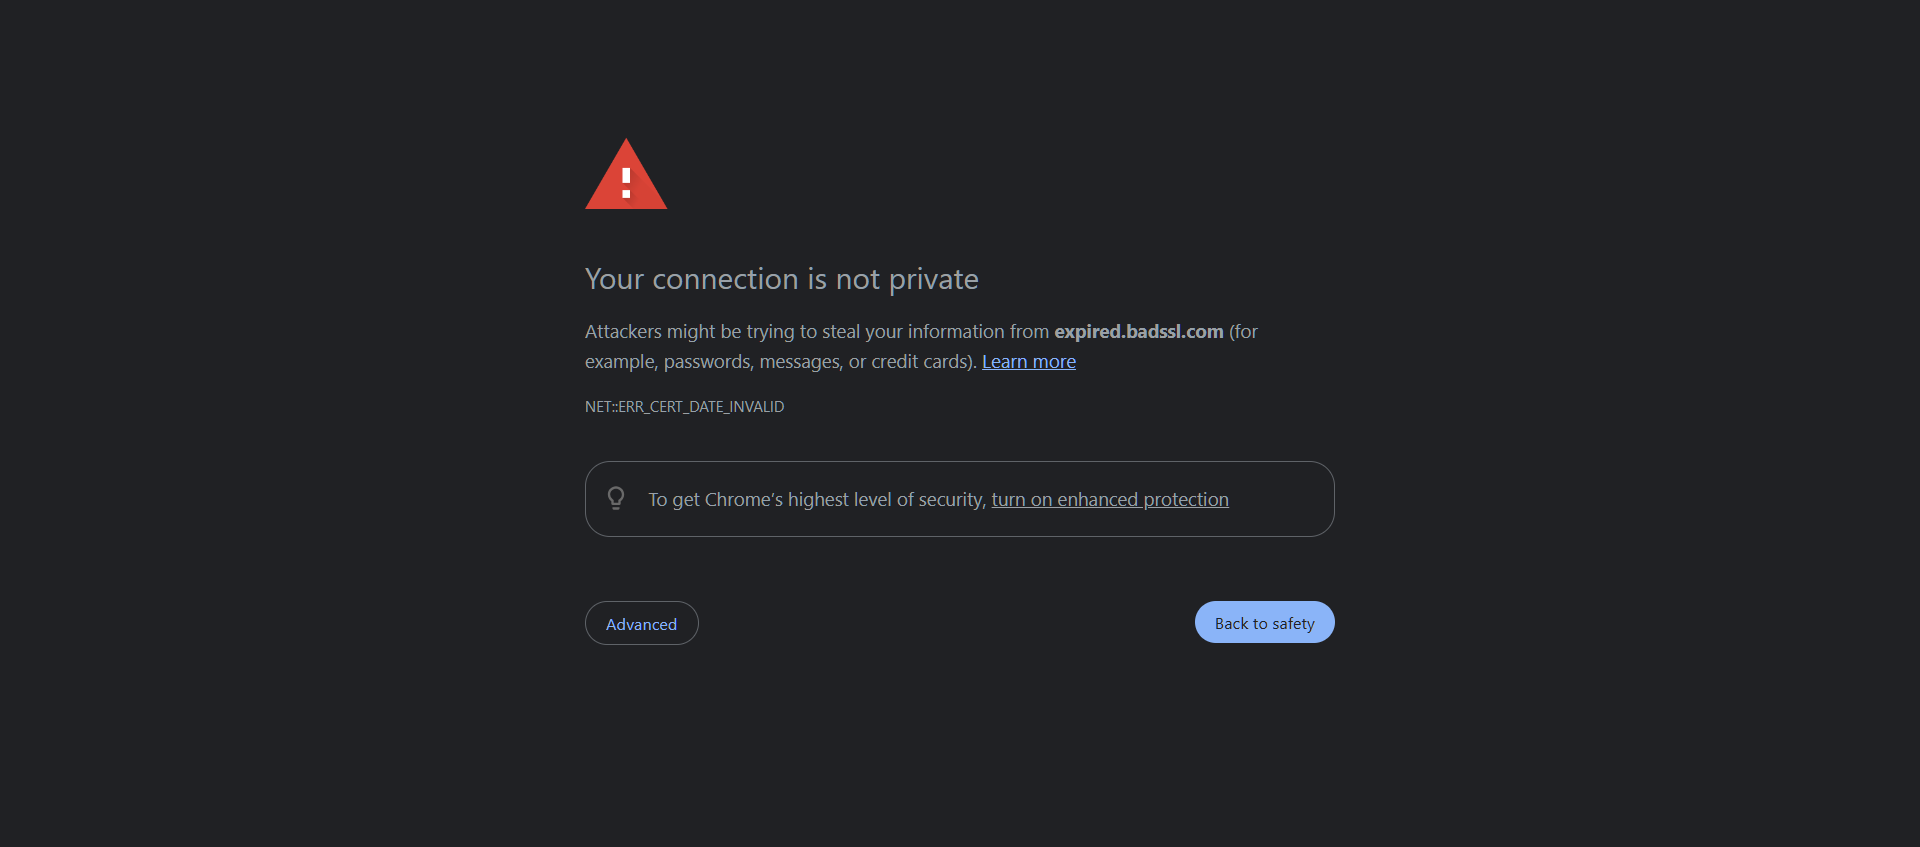 Your connection is not private
Attackers might be trying to steal your information from expired.badssl.com (for
example, passwords, messages, or credit cards). Learn more
NET::ERR_CERT_DATE_INVALID
To get Chrome’s highest level of security, turn on enhanced protection
Advanced
Back to safety